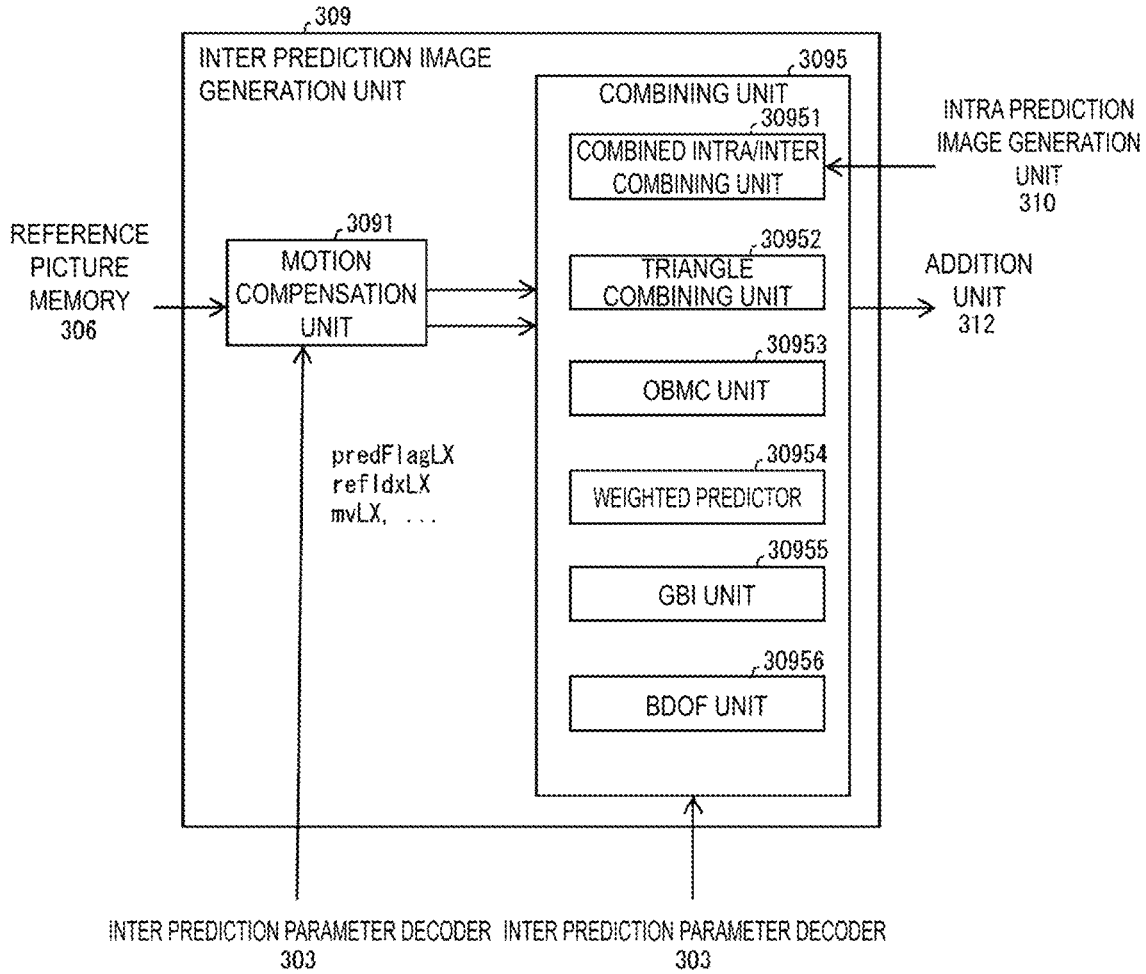 309
INTER PREDICTION IMAGE
GENERATION UNIT
3095
COMBINING UNIT
30951
COMBINED INTRA/INTER
COMBINING UNIT
INTRA PREDICTION
IMAGE GENERATION
UNIT
310
REFERENCE
PICTURE
MEMORY
306
3091
MOTION
COMPENSATION
UNIT
30952
TRIANGLE
COMBINING UNIT
ADDITION
UNIT
312
30953
OBMC UNIT
predFlagLX
refIdxLX
mvLX, ...
30954
WEIGHTED PREDICTOR
30955
GBI UNIT
30956
BDOF UNIT
INTER PREDICTION PARAMETER DECODER
303
INTER PREDICTION PARAMETER DECODER
303